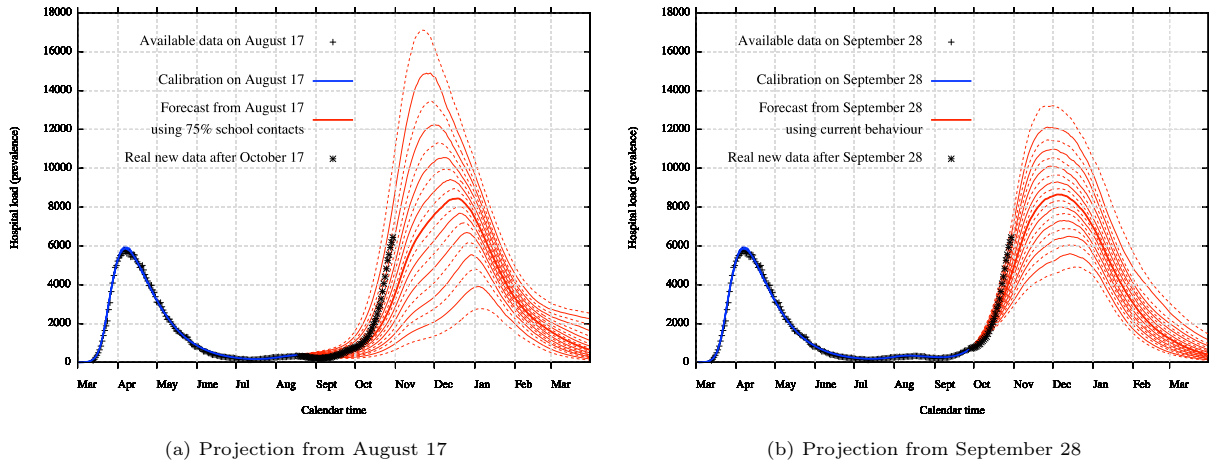 18000
16000
14000
12000
10000
8000
6000
4000
2000
0
Hospital load (prevalence)
Available data on August 17
Calibration on August 17
Forecast from August 17
using 75% school contacts
Real new data after October 17
Mar Apr May June Jul Aug Sept Oct Nov Dec Jan Feb Mar
Calendar time
(a) Projection from August 17
18000
16000
14000
12000
10000
8000
6000
4000
2000
0
Hospital load (prevalence)
Available data on September 28
Calibration on September 28
Forecast from September 28
using current behaviour
Real new data after September 28
Mar Apr May June Jul Aug Sept Oct Nov Dec Jan Feb Mar
Calendar time
(b) Projection from September 28